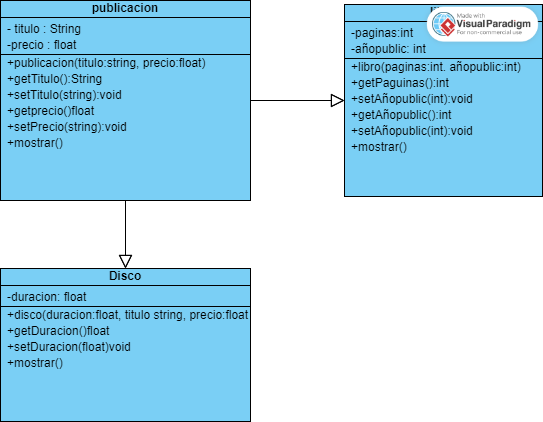 publicacion
- titulo : String
-precio : float
+publicacion(titulo:string, precio:float)
+getTitulo():String
+setTitulo(string):void
+getprecio()float
+setPrecio(string):void
+mostrar()
Made with
Visual Paradigm
For non-commercial use
-paginas:int
-añopublic: int
+libro(paginas:int. añopublic:int)
+getPaguinas():int
+setAñopublic(int):void
+getAñopublic():int
+setAñopublic(int):void
+mostrar()
Disco
-duracion: float
+disco(duracion:float, titulo string, precio:float
+getDuracion()float
+setDuracion(float)void
+mostrar()